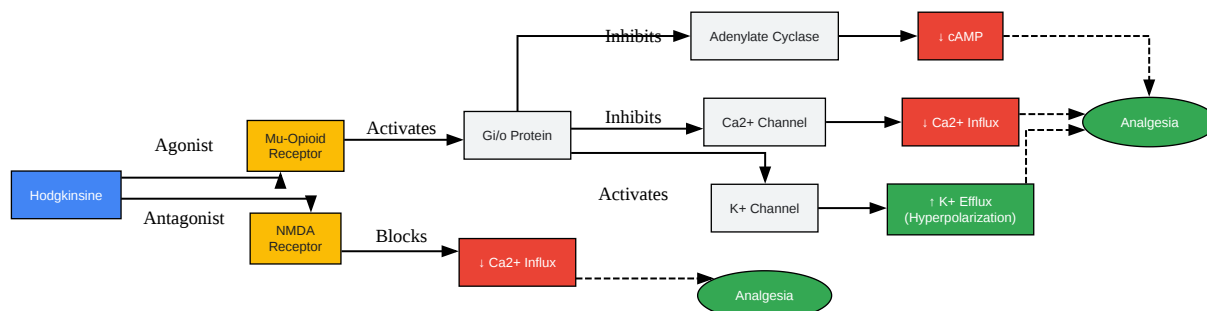 Inhibits
Adenylate Cyclase
↓ cAMP
Analgesia
Agonist
Mu-Opioid
Receptor
Activates
Gi/o Protein
Inhibits
Ca2+ Channel
↓ Ca2+ Influx
Hodgkinsine
Activates
K+ Channel
↑ K+ Efflux
(Hyperpolarization)
Antagonist
NMDA
Receptor
Blocks
↓ Ca2+ Influx
Analgesia